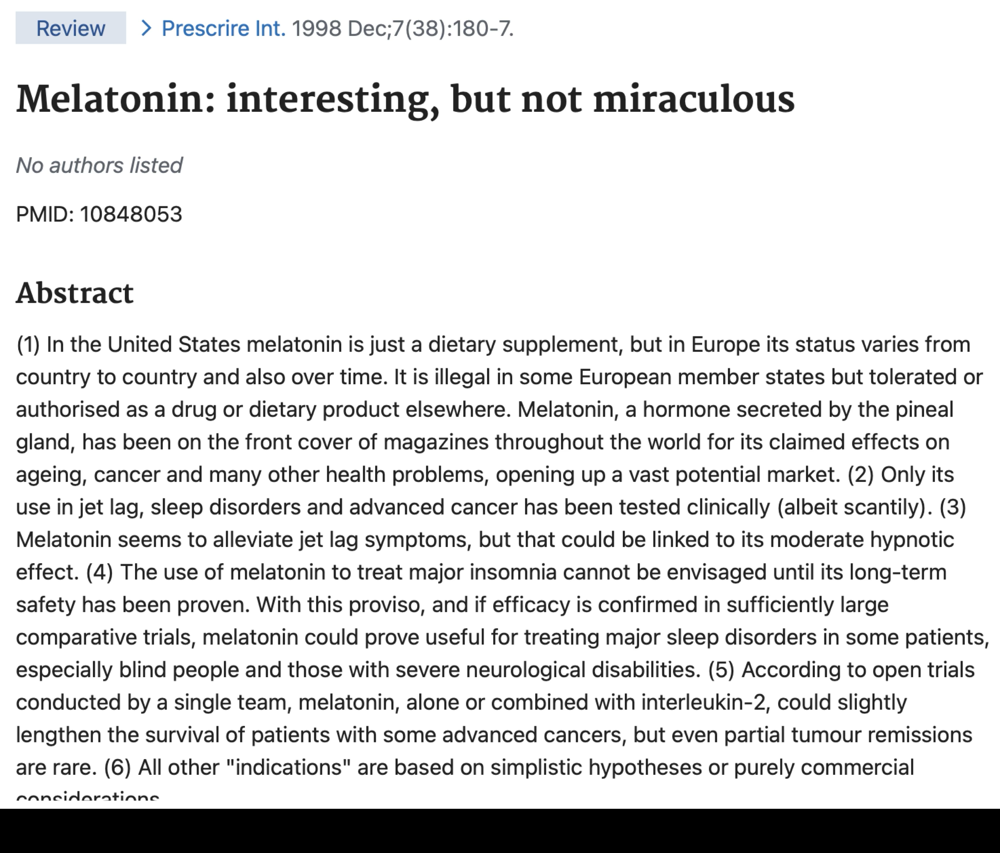 Review > Prescrire Int. 1998 Dec;7(38):180-7.
Melatonin: interesting, but not miraculous
No authors listed
PMID: 10848053
Abstract
(1) In the United States melatonin is just a dietary supplement, but in Europe its status varies from
country to country and also over time. It is illegal in some European member states but tolerated or
authorised as a drug or dietary product elsewhere. Melatonin, a hormone secreted by the pineal
gland, has been on the front cover of magazines throughout the world for its claimed effects on
ageing, cancer and many other health problems, opening up a vast potential market. (2) Only its
use in jet lag, sleep disorders and advanced cancer has been tested clinically (albeit scantily). (3)
Melatonin seems to alleviate jet lag symptoms, but that could be linked to its moderate hypnotic
effect. (4) The use of melatonin to treat major insomnia cannot be envisaged until its long-term
safety has been proven. With this proviso, and if efficacy is confirmed in sufficiently large
comparative trials, melatonin could prove useful for treating major sleep disorders in some patients,
especially blind people and those with severe neurological disabilities. (5) According to open trials
conducted by a single team, melatonin, alone or combined with interleukin-2, could slightly
lengthen the survival of patients with some advanced cancers, but even partial tumour remissions
are rare. (6) All other "indications" are based on simplistic hypotheses or purely commercial
considerations